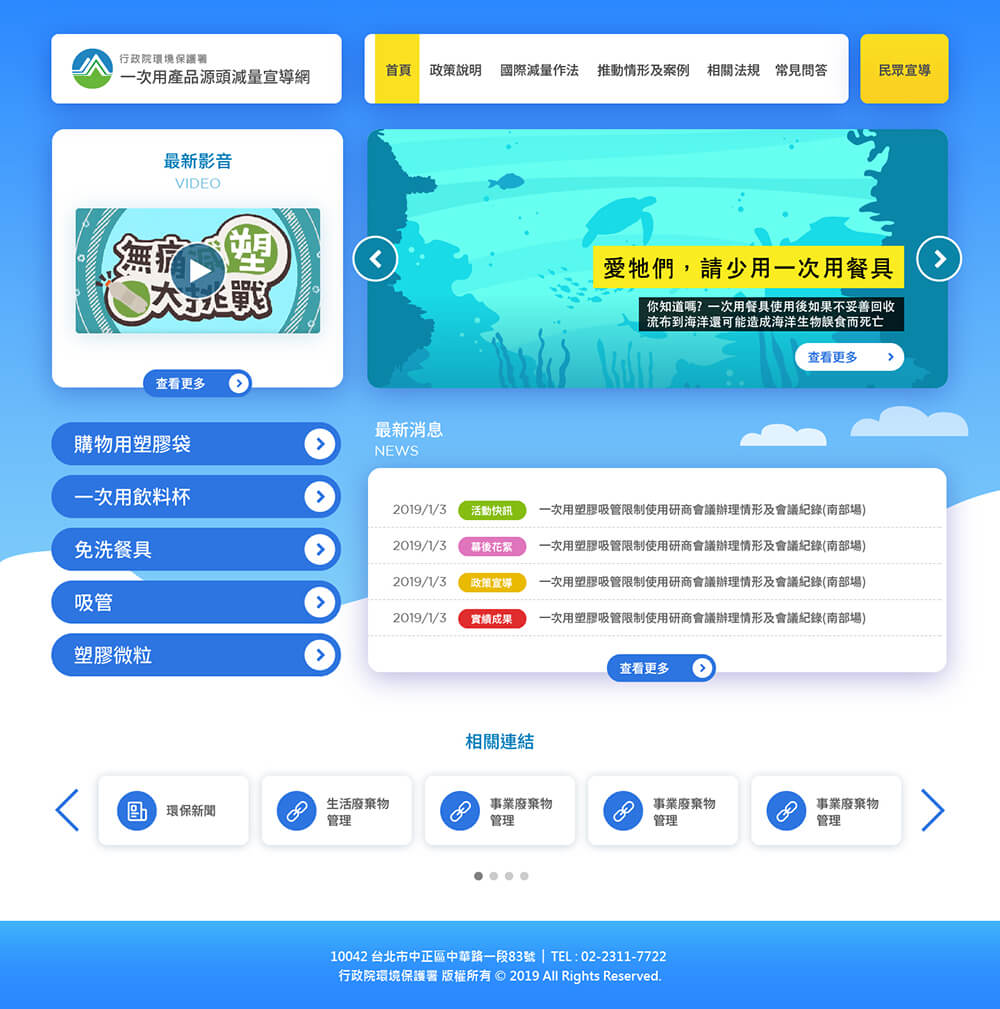 行政院環境保護署
一次用產品源頭減量宣導網
首頁
政策說明
國際減量作法
推動情形及案例
相關法規
常見問答
民眾宣導
最新影音
VIDEO
無痛減塑
大挑戰
查看更多
愛牠們，請少用一次用餐具
你知道嗎? 一次用餐具使用後如果不妥善回收
流布到海洋還可能造成海洋生物誤食而死亡
查看更多
購物用塑膠袋
一次用飲料杯
免洗餐具
吸管
塑膠微粒
最新消息
NEWS
2019/1/3 活動快訊 一次用塑膠吸管限制使用研商會議辦理情形及會議紀錄(南部場)
2019/1/3 幕後花絮 一次用塑膠吸管限制使用研商會議辦理情形及會議紀錄(南部場)
2019/1/3 政策宣導 一次用塑膠吸管限制使用研商會議辦理情形及會議紀錄(南部場)
2019/1/3 實績成果 一次用塑膠吸管限制使用研商會議辦理情形及會議紀錄(南部場)
查看更多
相關連結
環保新聞
生活廢棄物
管理
事業廢棄物
管理
事業廢棄物
管理
事業廢棄物
管理
10042 台北市中正區中華路一段83號 | TEL : 02-2311-7722
行政院環境保護署 版權所有 © 2019 All Rights Reserved.